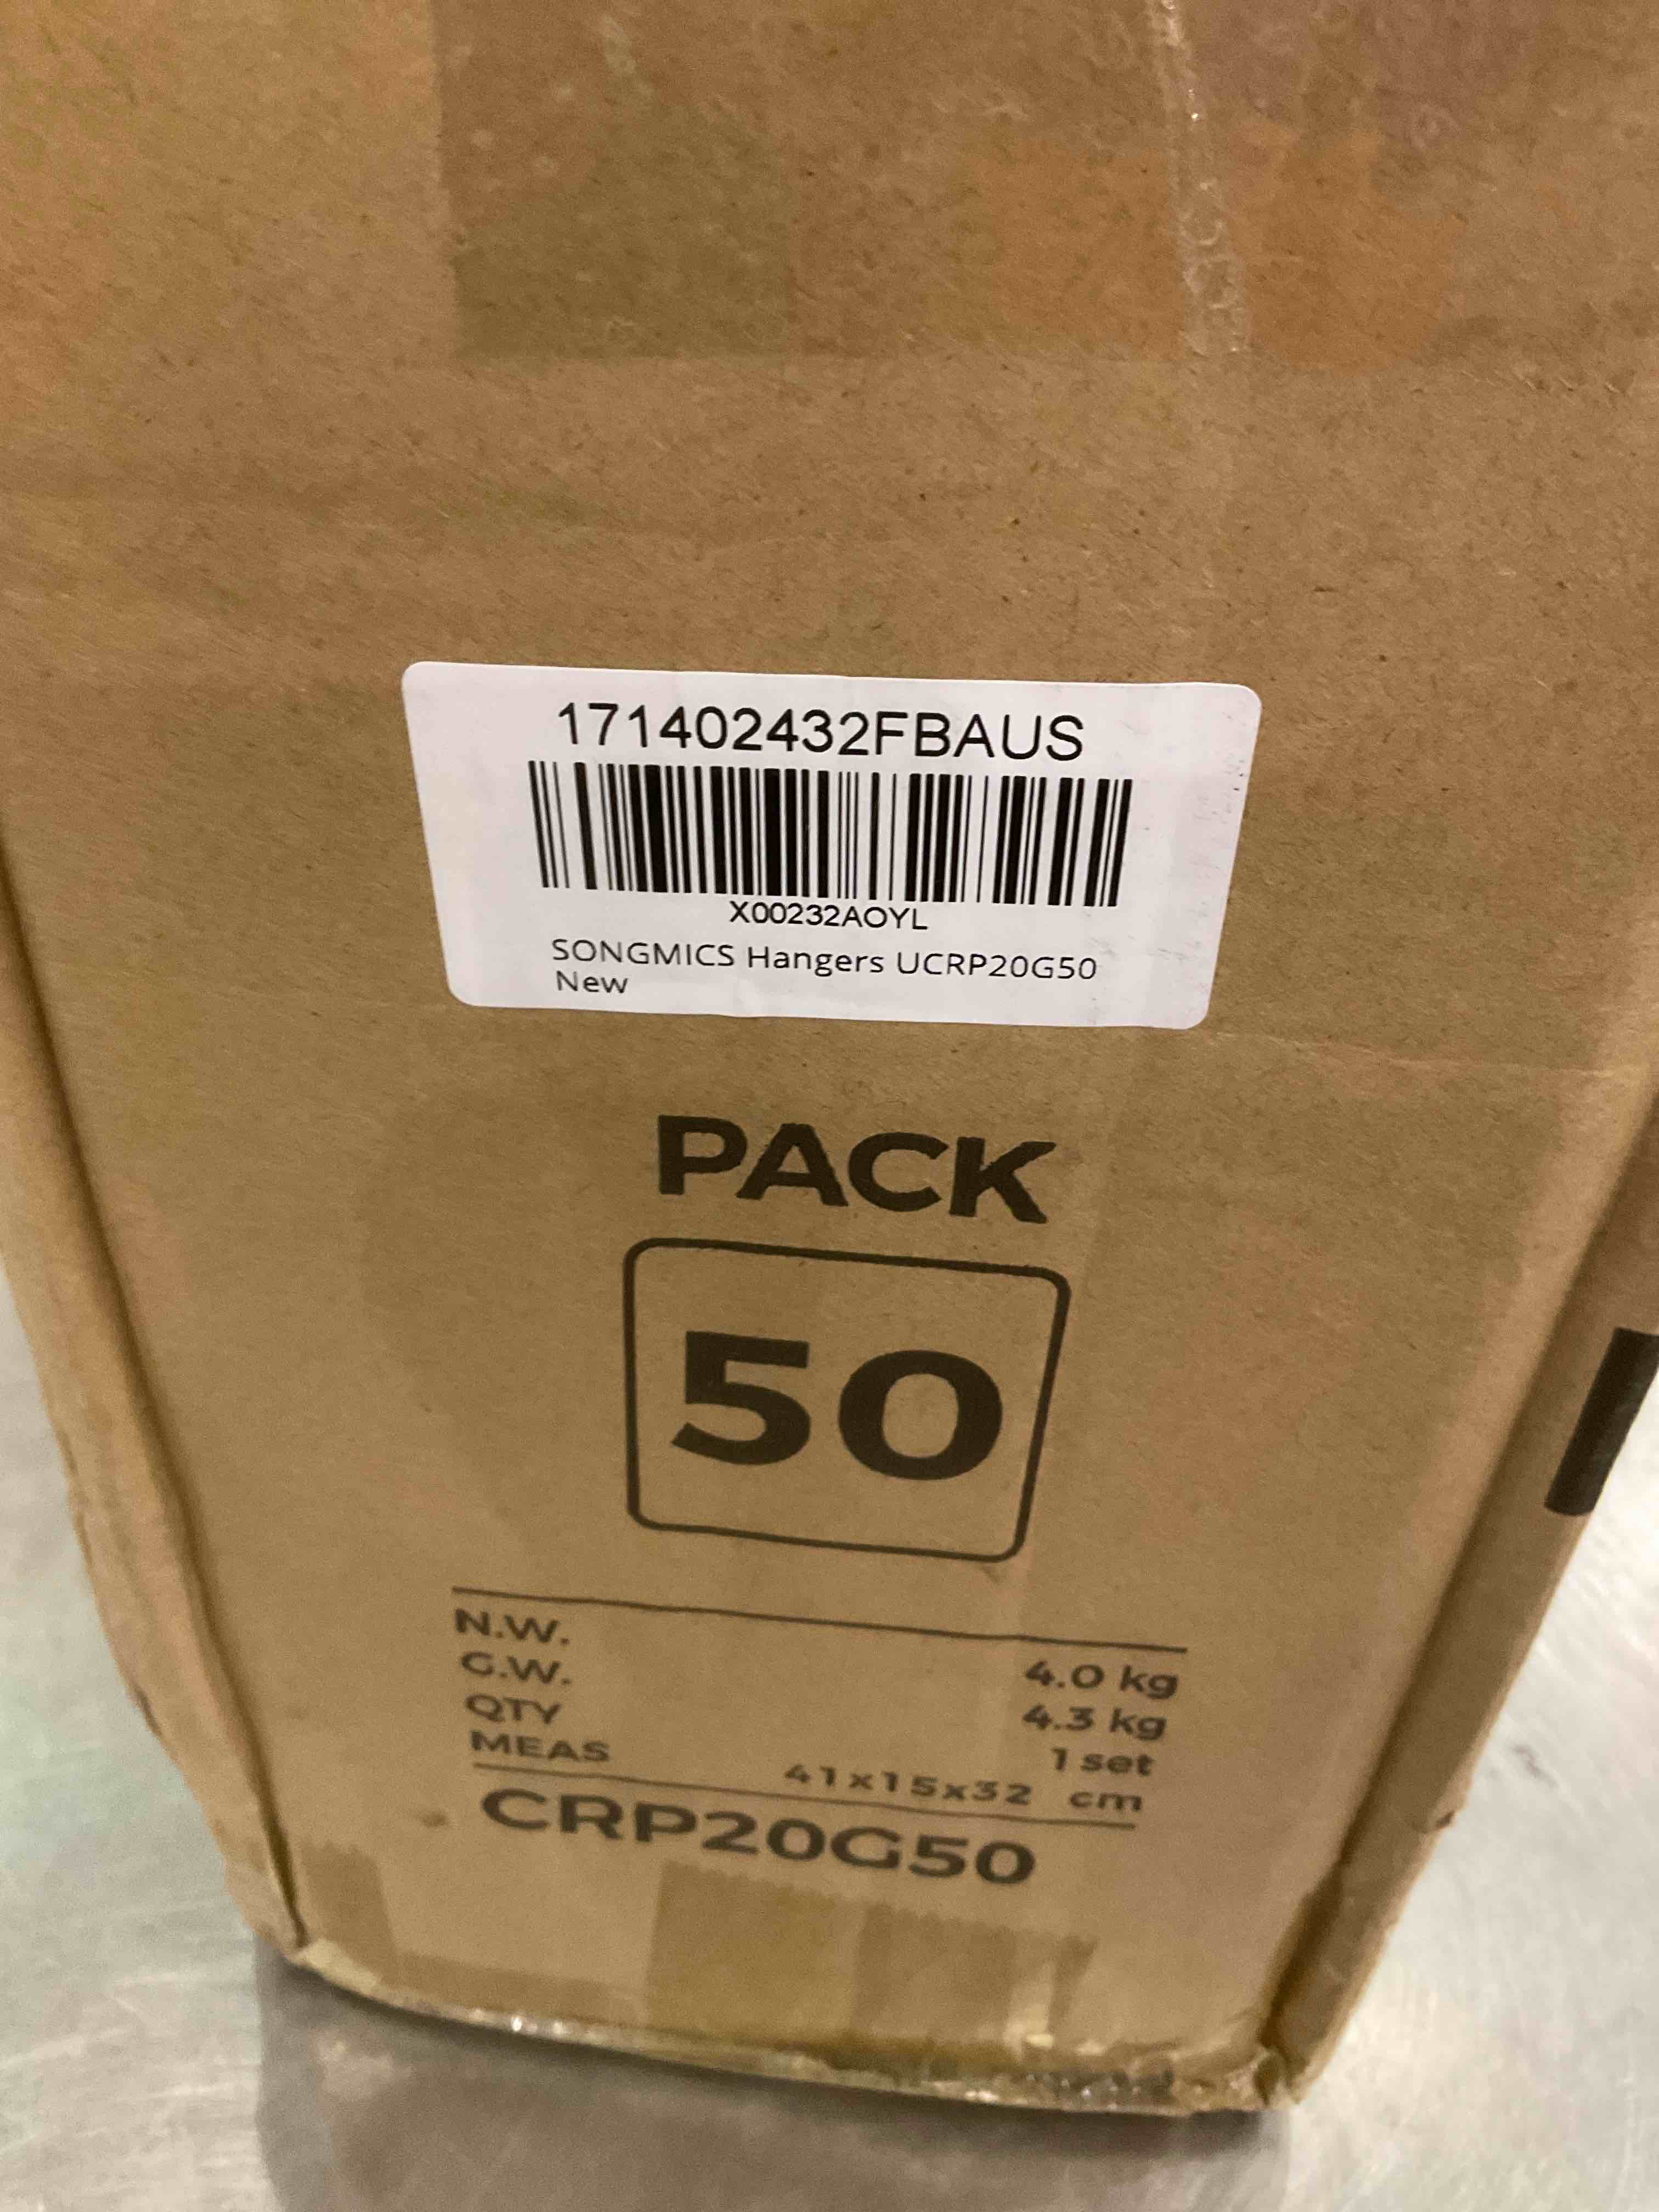 171402432FBAUS
X00232AOYL
SONGMICS Hangers UCRP20G50
New
PACK
50
N.W. 4.0 kg
G.W. 4.3 kg
QTY 1 set
MEAS 41x15x32 cm
CRP20G50